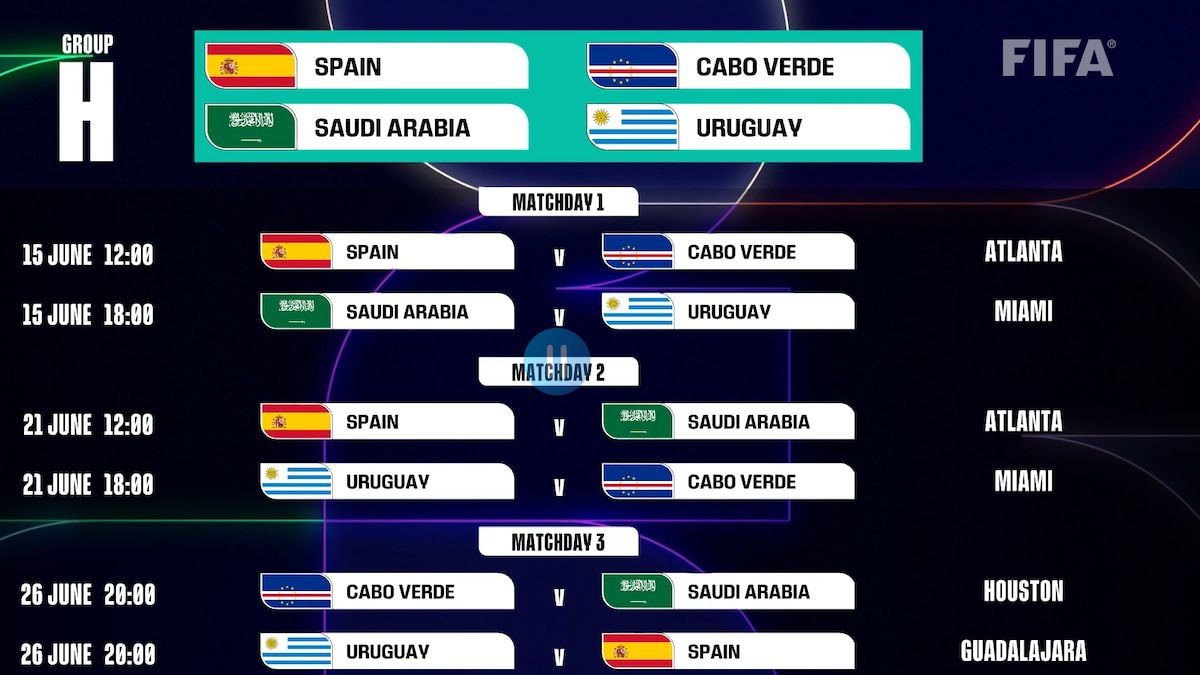 GROUP
H
SPAIN
CABO VERDE
FIFA®
SAUDI ARABIA
URUGUAY
MATCHDAY 1
15 JUNE 12:00 SPAIN v CABO VERDE ATLANTA
15 JUNE 18:00 SAUDI ARABIA v URUGUAY MIAMI
MATCHDAY 2
21 JUNE 12:00 SPAIN v SAUDI ARABIA ATLANTA
21 JUNE 18:00 URUGUAY v CABO VERDE MIAMI
MATCHDAY 3
26 JUNE 20:00 CABO VERDE v SAUDI ARABIA HOUSTON
26 JUNE 20:00 URUGUAY v SPAIN GUADALAJARA